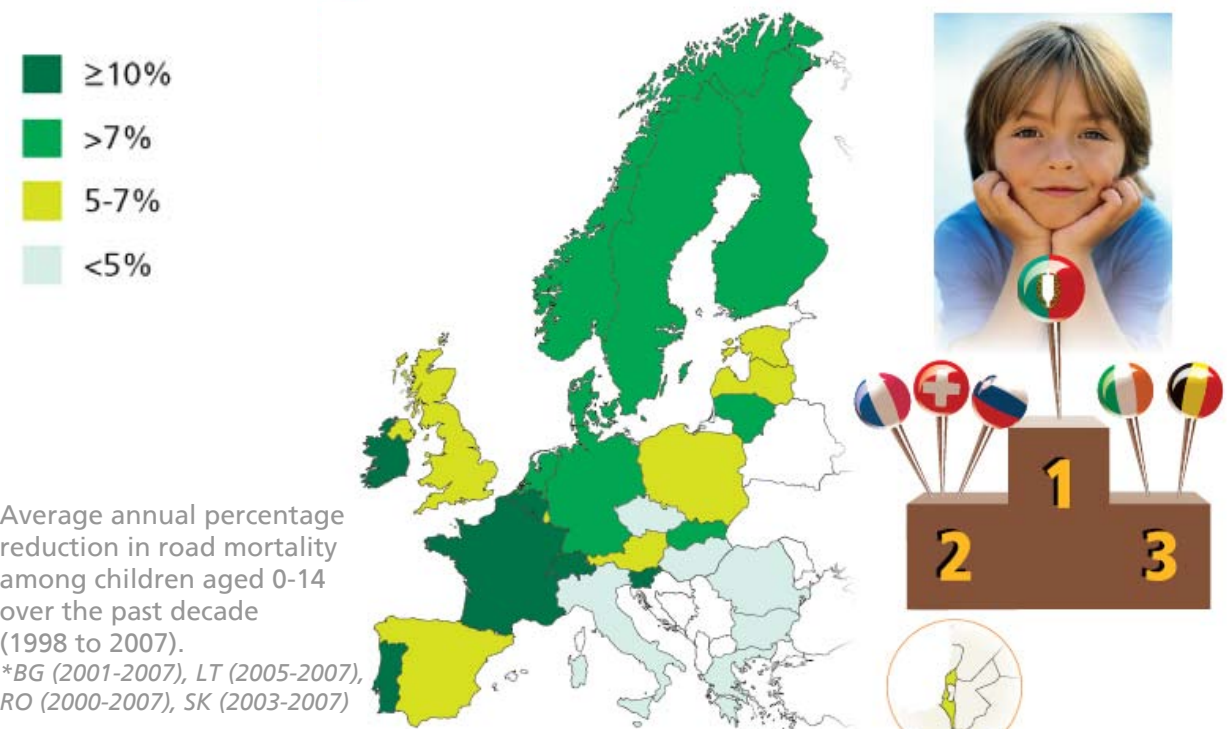 ≥10%
>7%
5-7%
<5%
1
2
3
Average annual percentage
reduction in road mortality
among children aged 0-14
over the past decade
(1998 to 2007).
*BG (2001-2007), LT (2005-2007),
RO (2000-2007), SK (2003-2007)